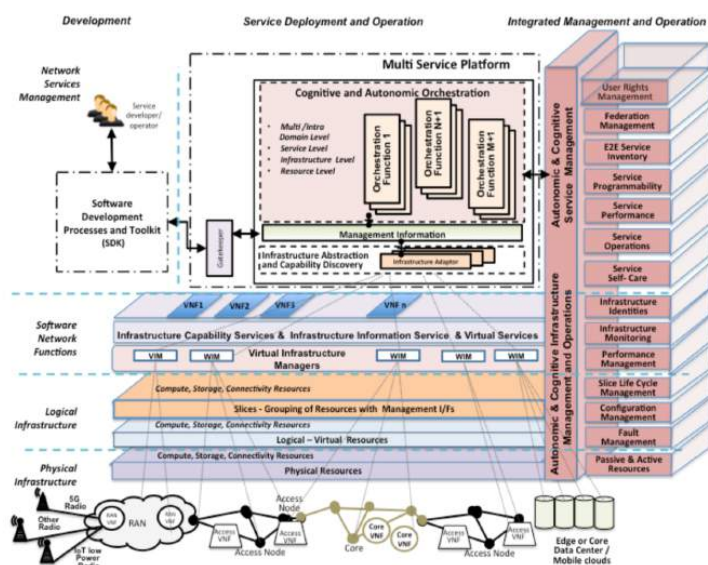 Development
Service Deployment and Operation
Integrated Management and Operation
Network
Services
Management
Service
developer/
operator
Software
Development
Processes and Toolkit
(SDK)
Multi Service Platform
Cognitive and Autonomic Orchestration
• Multi /Intra
Domain Level
• Service Level
• Infrastructure Level
• Resource Level
Orchestration
Function 1
Orchestration
Function N+1
Orchestration
Function M+1
Management Information
Gatekeeper
Infrastructure Abstraction
and Capability Discovery
Infrastructure Adaptor
Autonomic & Cognitive
Service Management
Autonomic & Cognitive Infrastructure
Management and Operations
User Rights
Management
Federation
Management
E2E Service
Inventory
Service
Programmability
Service
Performance
Service
Operations
Service
Self- Care
Infrastructure
Identities
Infrastructure
Monitoring
Performance
Management
Slice Life Cycle
Management
Configuration
Management
Fault
Management
Passive & Active
Resources
Software
Network
Functions
VNF1
VNF2
VNF3
VNF n
Infrastructure Capability Services & Infrastructure Information Service & Virtual Services
VIM
WIM
Virtual Infrastructure
Managers
WIM
WIM
WIM
Logical
Infrastructure
Compute, Storage, Connectivity Resources
Slices - Grouping of Resources with Management I/Fs
Compute, Storage, Connectivity Resources
Logical – Virtual Resources
Physical
Infrastructure
Compute, Storage, Connectivity Resources
Physical Resources
5G
Radio
Other
Radio
IoT low
Power
RAN
VNF
RAN
RAN
VNF
Access
VNF
Access Node
Access
Node
Access
VNF
Core
Core
VNF
Core
VNF
Access
VNF
Access Node
Access
VNF
Edge or Core
Data Center /
Mobile clouds